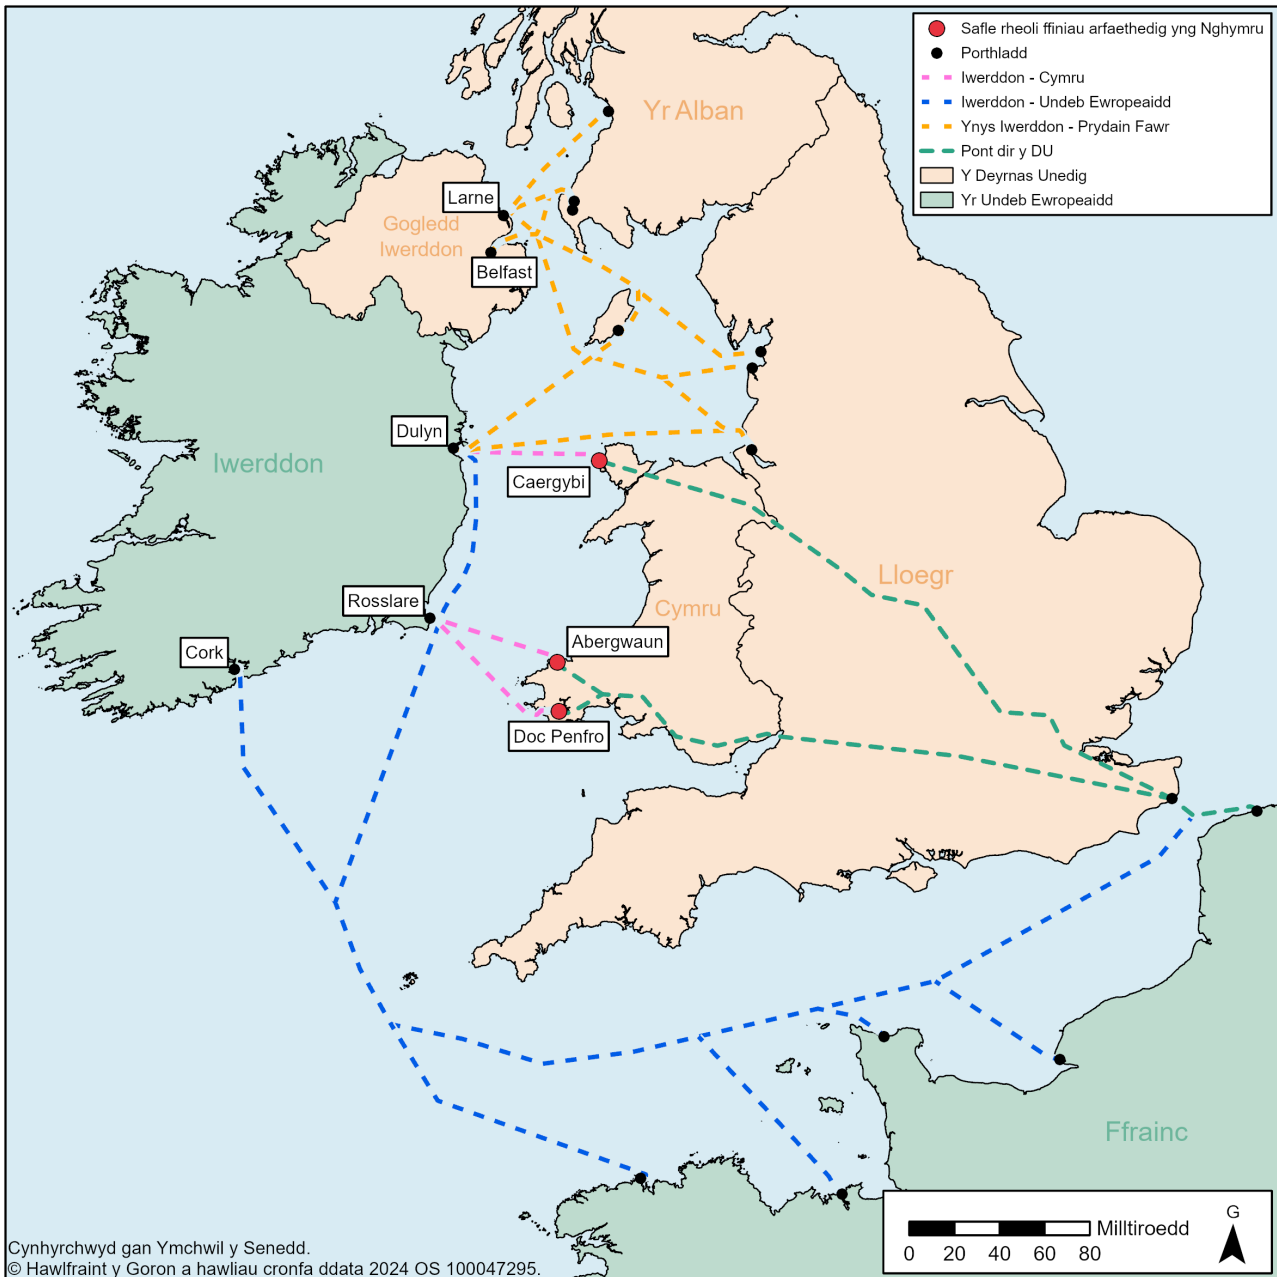 Safle rheoli ffiniau arfaethedig yng Nghymru
Porthladd
Iwerddon - Cymru
Iwerddon - Undeb Ewropeaidd
Ynys Iwerddon - Prydain Fawr
Pont dir y DU
Y Deyrnas Unedig
Yr Undeb Ewropeaidd
Yr Alban
Larne
Gogledd
Iwerddon
Belfast
Dulyn
Iwerddon
Caergybi
Lloegr
Rosslare
Cymru
Abergwaun
Cork
Doc Penfro
Ffrainc
G
Milltiroedd
0 20 40 60 80
Cynhyrchwyd gan Ymchwil y Senedd.
© Hawlfraint y Goron a hawliau cronfa ddata 2024 OS 100047295.